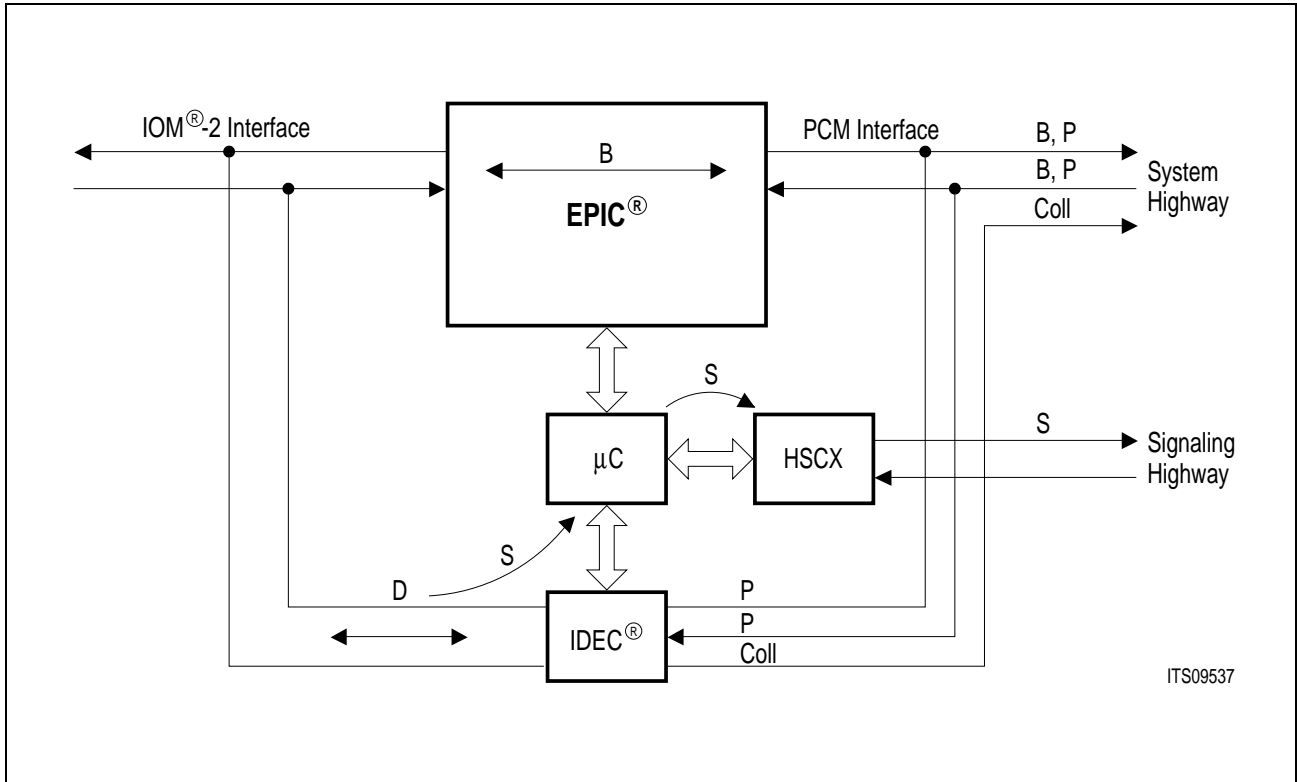 IOM®-2 Interface
PCM Interface
B, P
B
B, P
System
Highway
EPIC®
Coll
S
S
μC
HSCX
Signaling
Highway
S
D
P
P
IDEC®
Coll
ITS09537